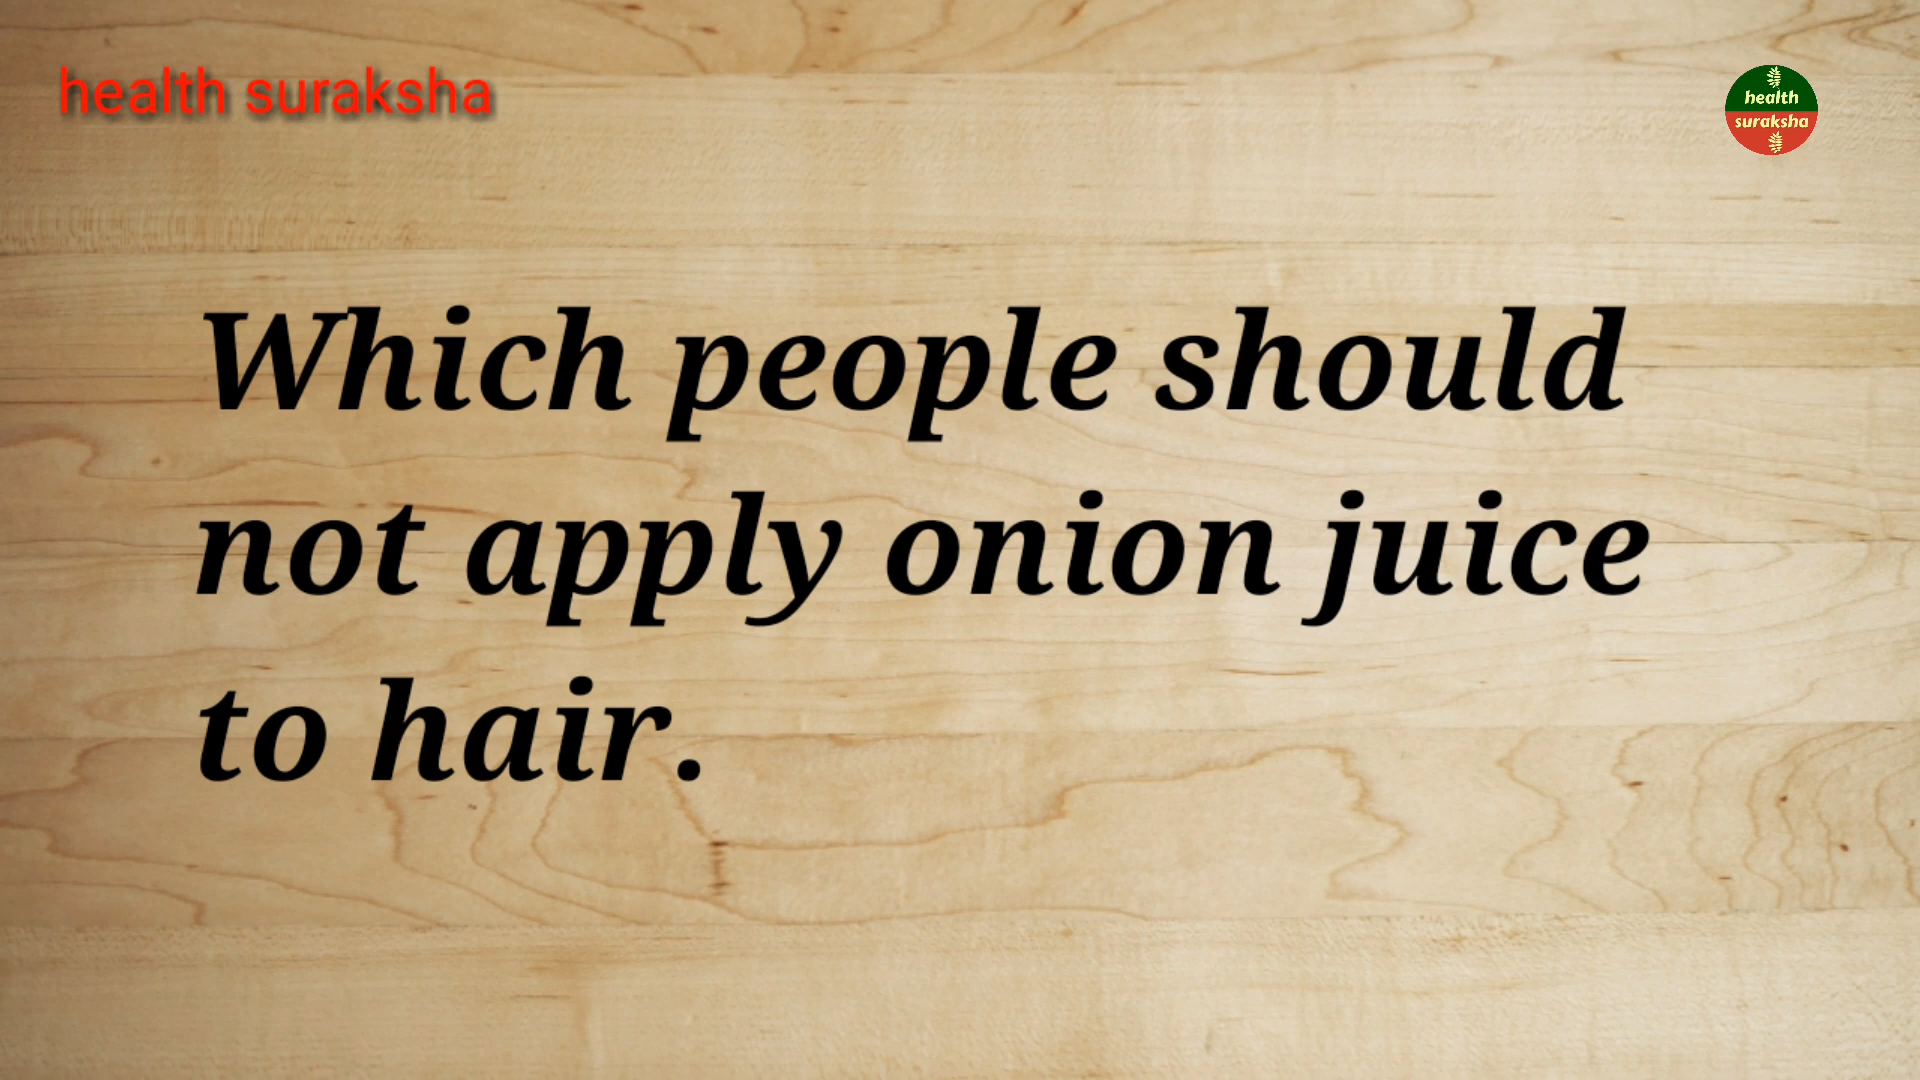 health suraksha
health
suraksha
Which people should
not apply onion juice
to hair.